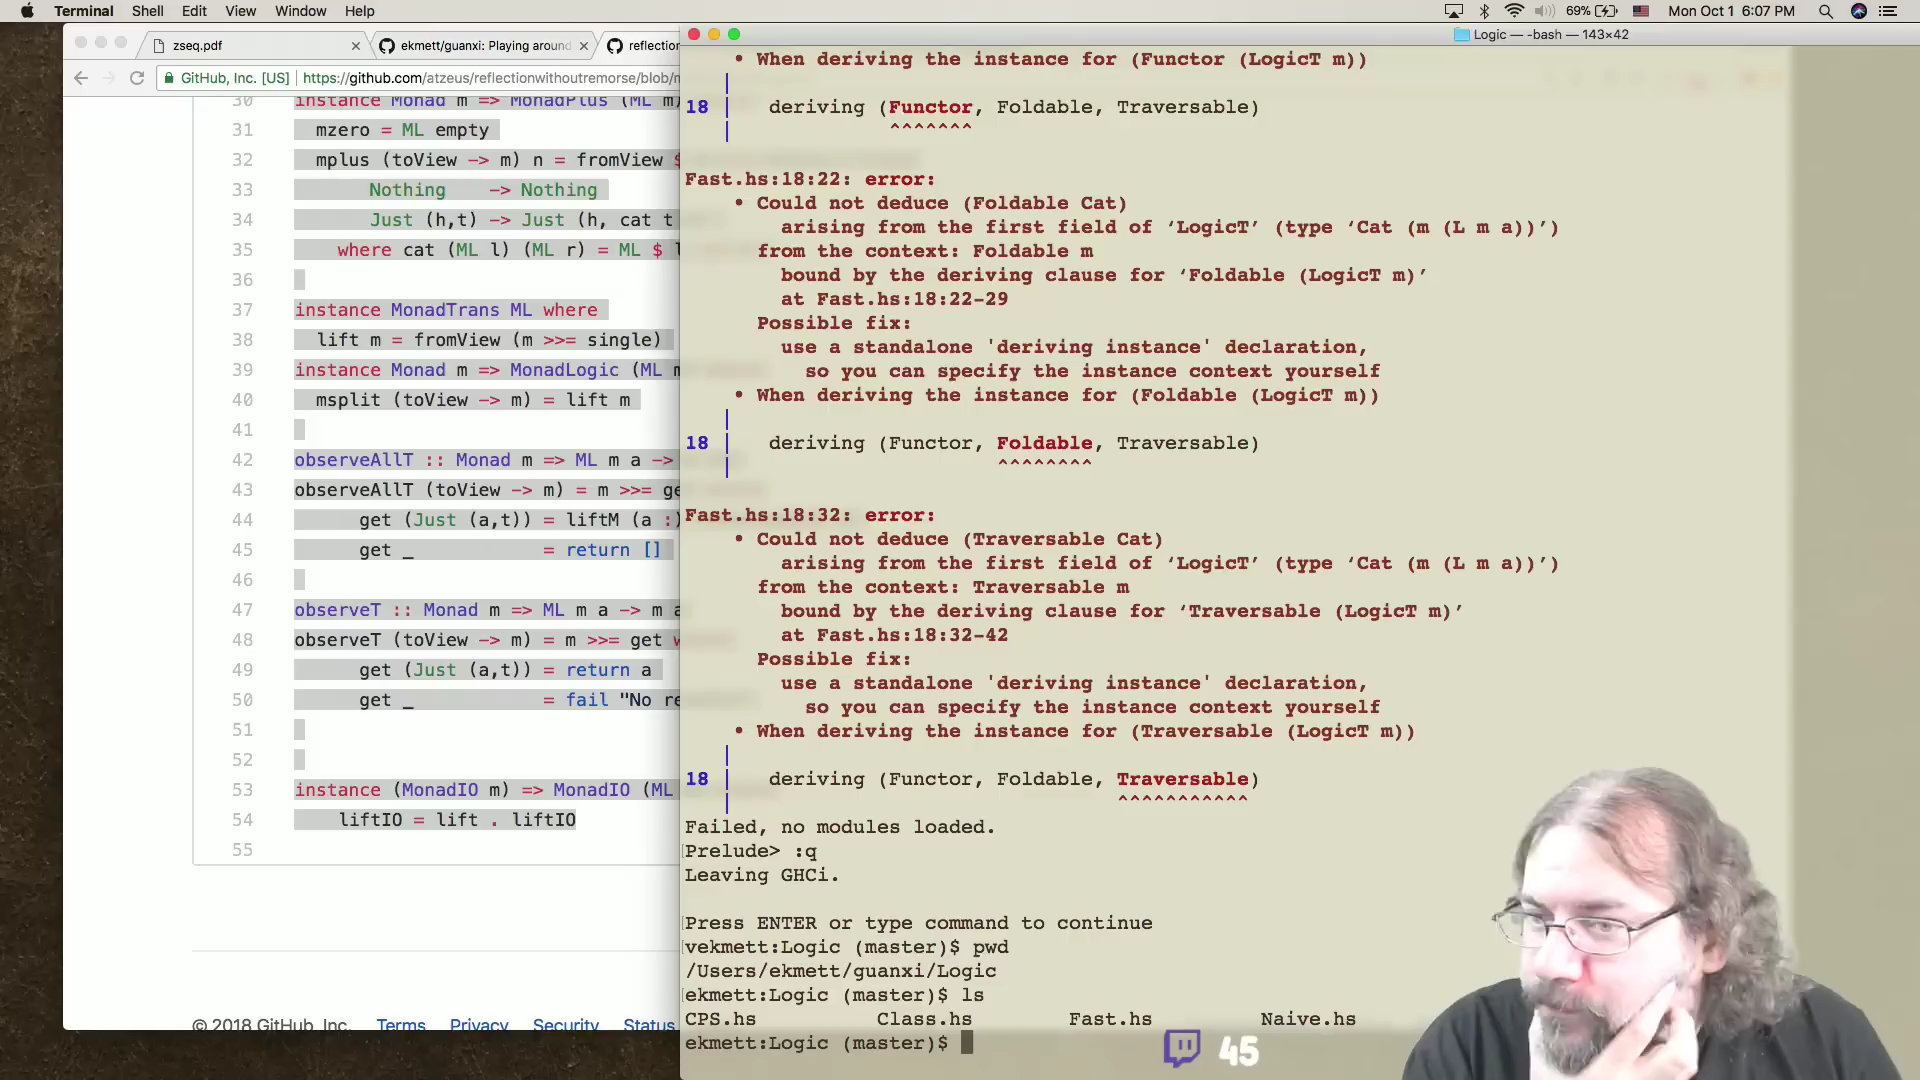 Terminal Shell Edit View Window Help 69% Mon Oct 1 6:07 PM
zseq.pdf ekmett/guanxi: Playing around reflection
GitHub, Inc. [US] https://github.com/atzeus/reflectionwithoutremorse/blob/
Logic — -bash — 143×42
30 instance Monad m => MonadPlus (ML m)
31 mzero = ML empty
32 mplus (toView -> m) n = fromView $
33 Nothing -> Nothing
34 Just (h,t) -> Just (h, cat t
35 where cat (ML l) (ML r) = ML $
36
37 instance MonadTrans ML where
38 lift m = fromView (m >>= single)
39 instance Monad m => MonadLogic (ML
40 msplit (toView -> m) = lift m
41
42 observeAllT :: Monad m => ML m a ->
43 observeAllT (toView -> m) = m >>= ge
44 get (Just (a,t)) = liftM (a :)
45 get _ = return []
46
47 observeT :: Monad m => ML m a -> m a
48 observeT (toView -> m) = m >>= get w
49 get (Just (a,t)) = return a
50 get _ = fail "No re
51
52
53 instance (MonadIO m) => MonadIO (ML
54 liftIO = lift . liftIO
55
© 2018 GitHub, Inc. Terms Privacy Security Status
• When deriving the instance for (Functor (LogicT m))
|
18 | deriving (Functor, Foldable, Traversable)
| ^^^^^^^
Fast.hs:18:22: error:
• Could not deduce (Foldable Cat)
arising from the first field of ‘LogicT’ (type ‘Cat (m (L m a))’)
from the context: Foldable m
bound by the deriving clause for ‘Foldable (LogicT m)’
at Fast.hs:18:22-29
Possible fix:
use a standalone 'deriving instance' declaration,
so you can specify the instance context yourself
• When deriving the instance for (Foldable (LogicT m))
|
18 | deriving (Functor, Foldable, Traversable)
| ^^^^^^^^
Fast.hs:18:32: error:
• Could not deduce (Traversable Cat)
arising from the first field of ‘LogicT’ (type ‘Cat (m (L m a))’)
from the context: Traversable m
bound by the deriving clause for ‘Traversable (LogicT m)’
at Fast.hs:18:32-42
Possible fix:
use a standalone 'deriving instance' declaration,
so you can specify the instance context yourself
• When deriving the instance for (Traversable (LogicT m))
|
18 | deriving (Functor, Foldable, Traversable)
| ^^^^^^^^^^^
Failed, no modules loaded.
Prelude> :q
Leaving GHCi.
Press ENTER or type command to continue
vekmett:Logic (master)$ pwd
/Users/ekmett/guanxi/Logic
ekmett:Logic (master)$ ls
CPS.hs Class.hs Fast.hs Naive.hs
ekmett:Logic (master)$
45